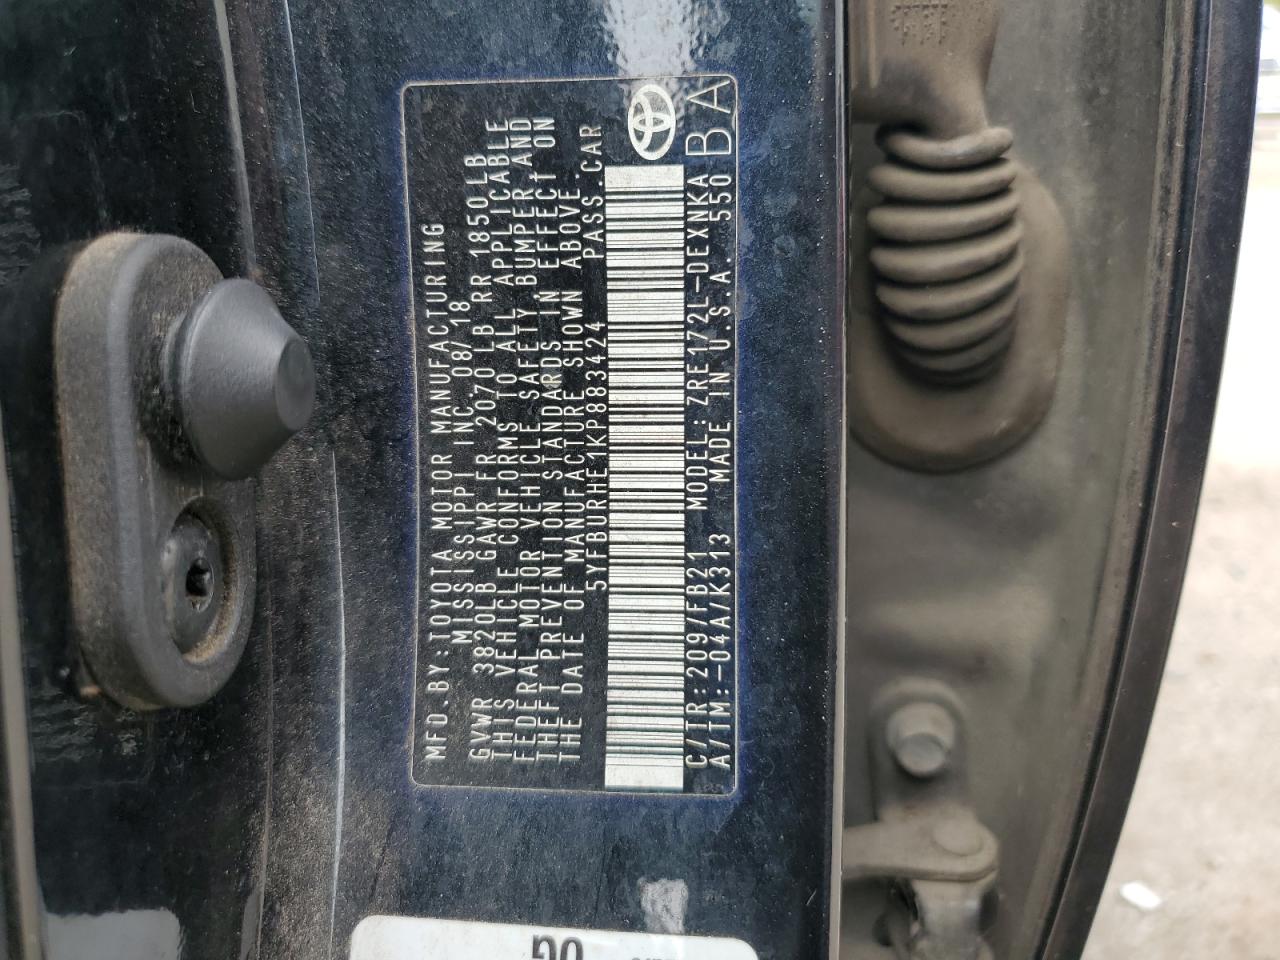 MFD.BY:TOYOTA MOTOR MANUFACTURING
MISSISSIPPI INC. 08/18
GVWR 3820LB GAWR FR 2070 LB RR 1850LB
THIS VEHICLE CONFORMS TO ALL APPLICABLE
FEDERAL MOTOR VEHICLE SAFETY, BUMPER AND
THEFT PREVENTION STANDARDS IN EFFECT ON
THE DATE OF MANUFACTURE SHOWN ABOVE
5YFBURHE1KP883424 PASS.CAR
C/TR:209/FB21 MODEL:ZRE172L-DEXNKA BA
A/TM:-04A/K313 MADE IN U.S.A. 550